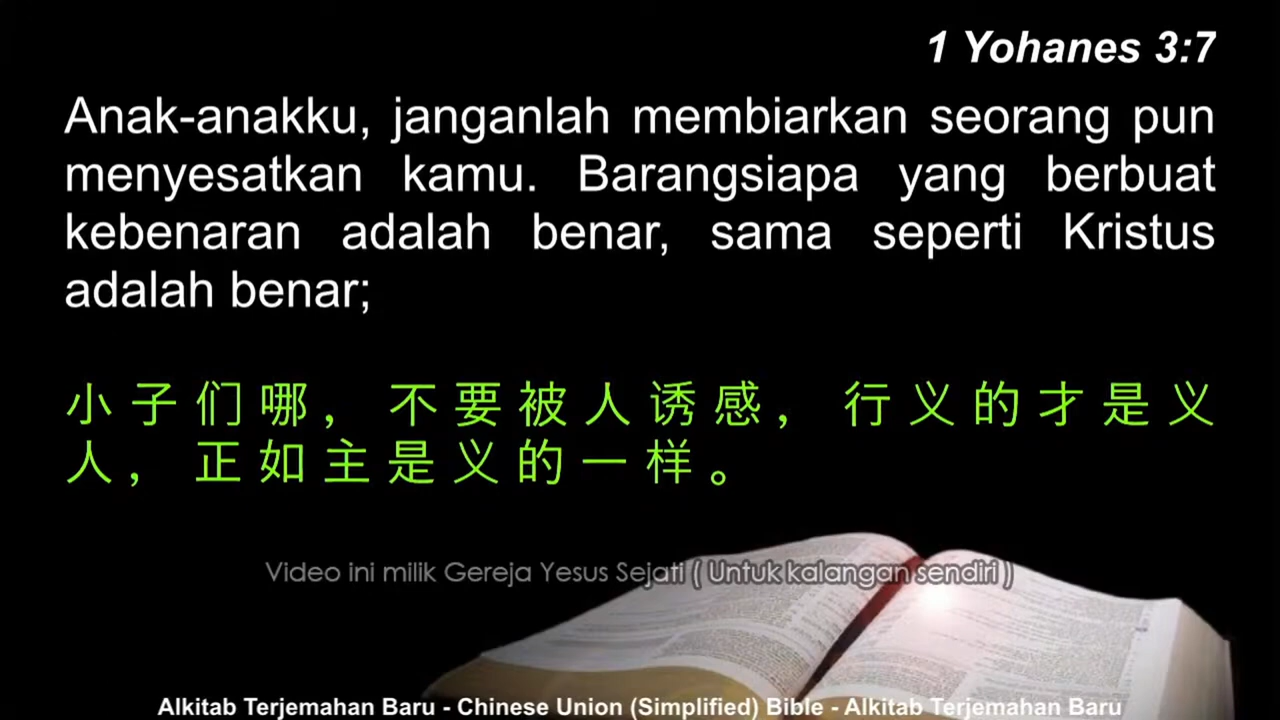 1 Yohanes 3:7
Anak-anakku, janganlah membiarkan seorang pun
menyesatkan kamu. Barangsiapa yang berbuat
kebenaran adalah benar, sama seperti Kristus
adalah benar;
小子们哪，不要被人诱感，行义的才是义
人，正如主是义的一样。
Video ini milik Gereja Yesus Sejati ( Untuk kalangan sendiri )
Alkitab Terjemahan Baru - Chinese Union (Simplified) Bible - Alkitab Terjemahan Baru